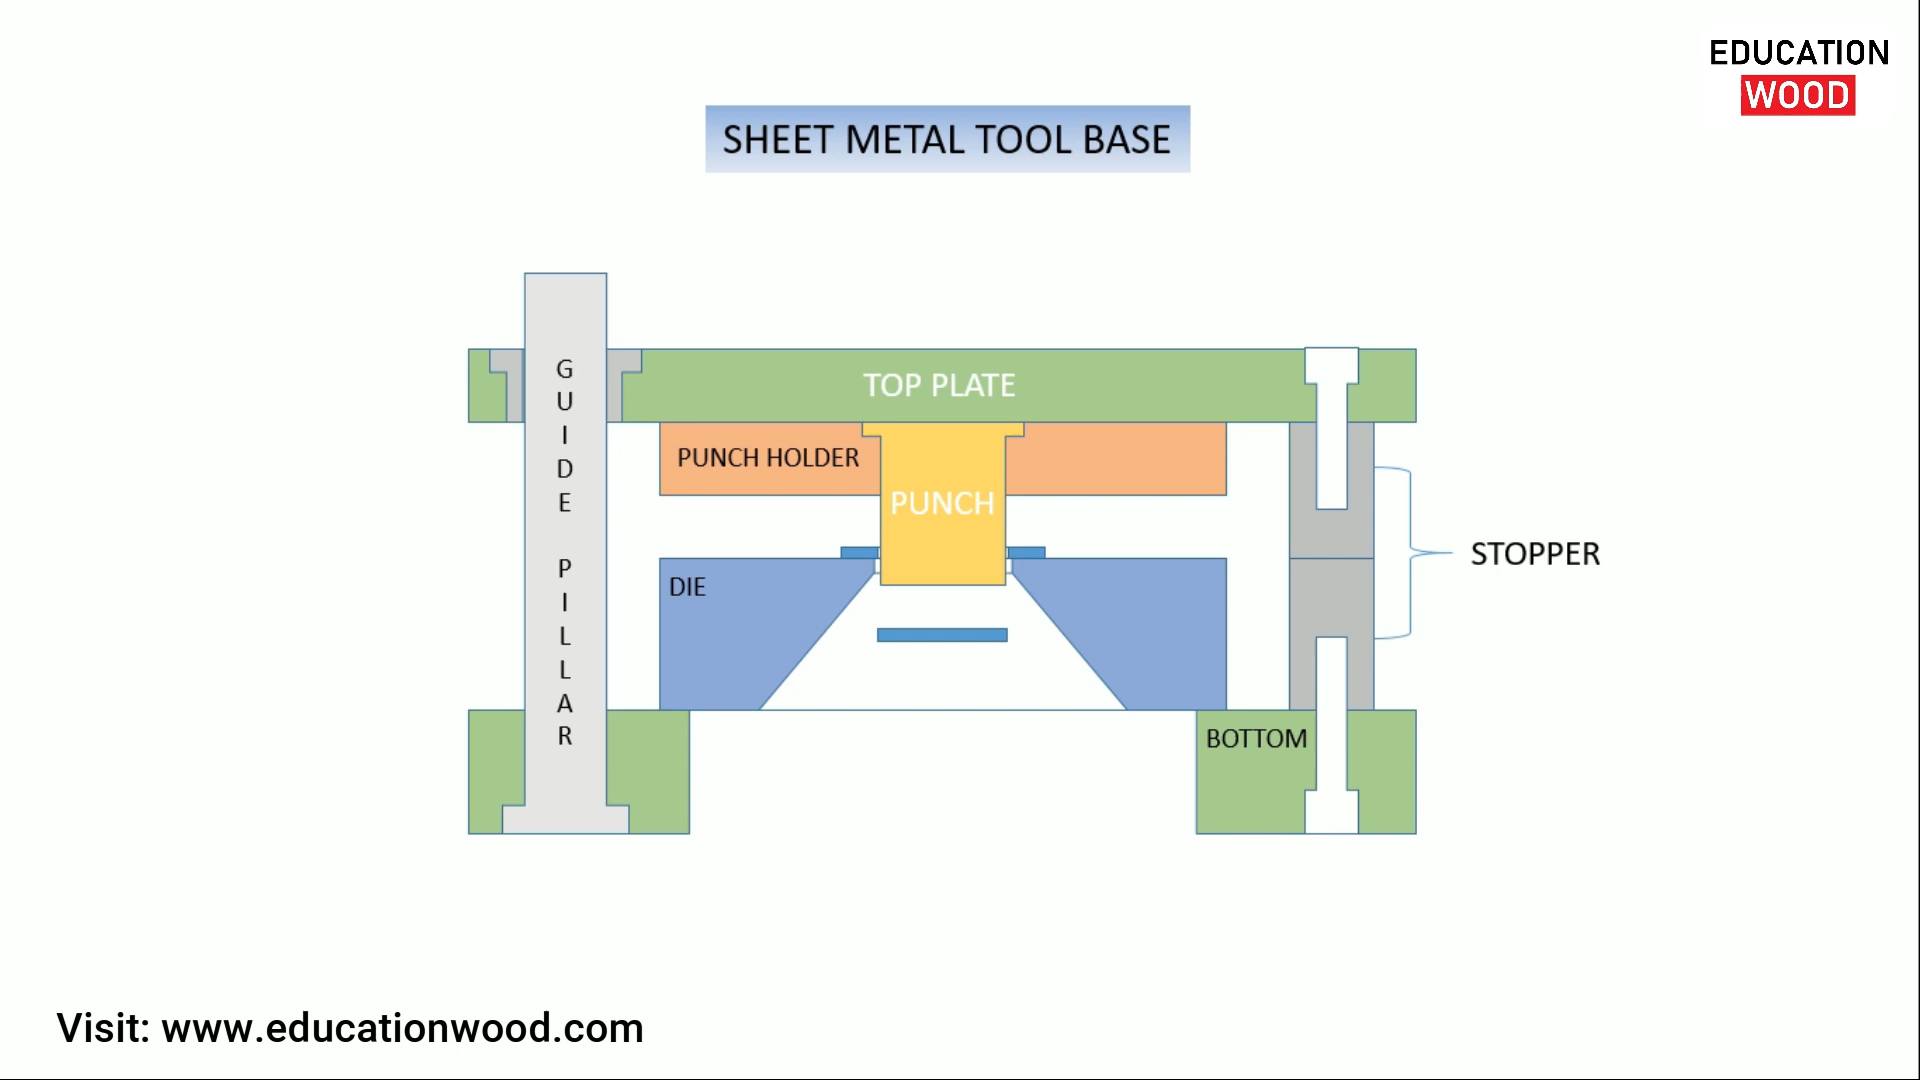 EDUCATION
WOOD
SHEET METAL TOOL BASE
GUIDE PILLAR
TOP PLATE
PUNCH HOLDER
PUNCH
STOPPER
DIE
BOTTOM
Visit: www.educationwood.com